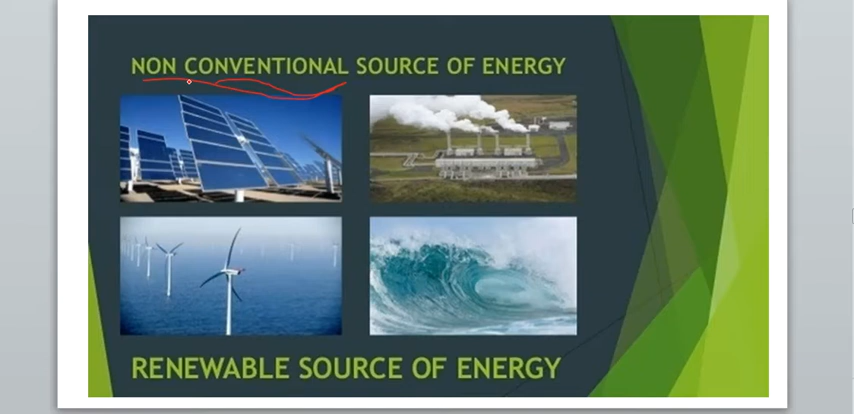 NON CONVENTIONAL SOURCE OF ENERGY
RENEWABLE SOURCE OF ENERGY